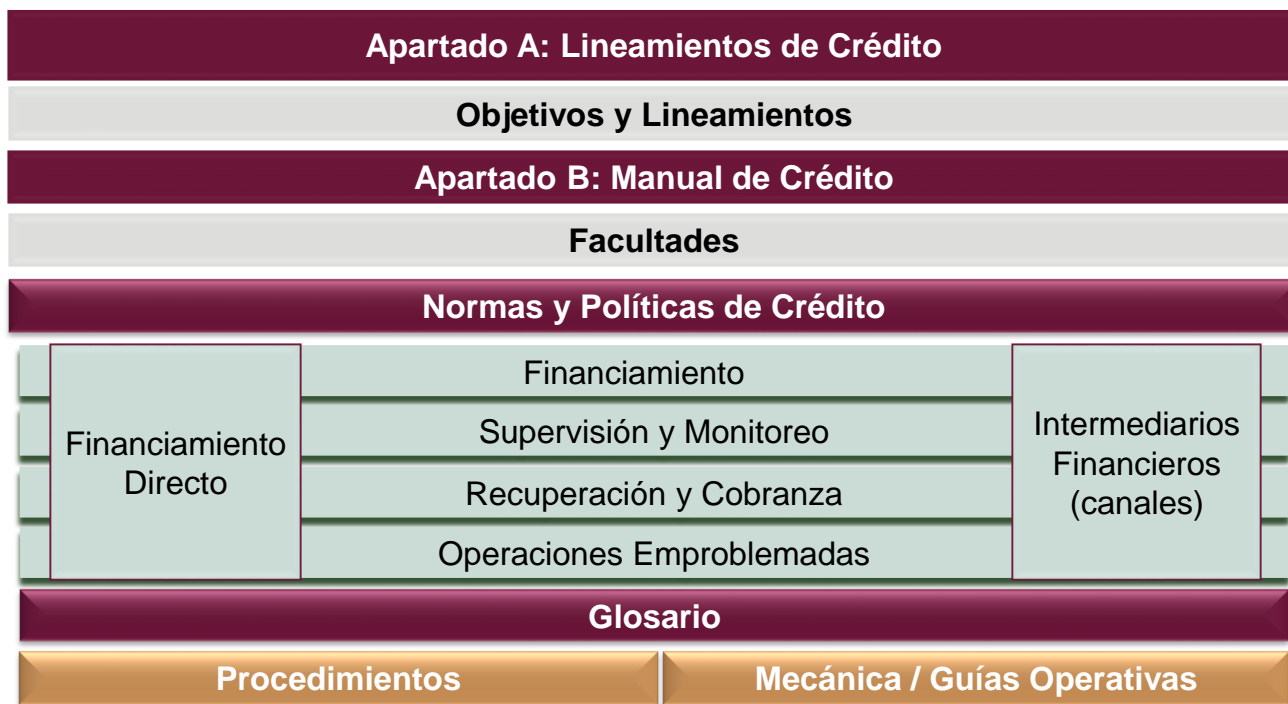 Apartado A: Lineamientos de Crédito
Objetivos y Lineamientos
Apartado B: Manual de Crédito
Facultades
Normas y Políticas de Crédito
Financiamiento
Directo
Financiamiento
Supervisión y Monitoreo
Recuperación y Cobranza
Operaciones Emproblemadas
Intermediarios
Financieros
(canales)
Glosario
Procedimientos
Mecánica / Guías Operativas